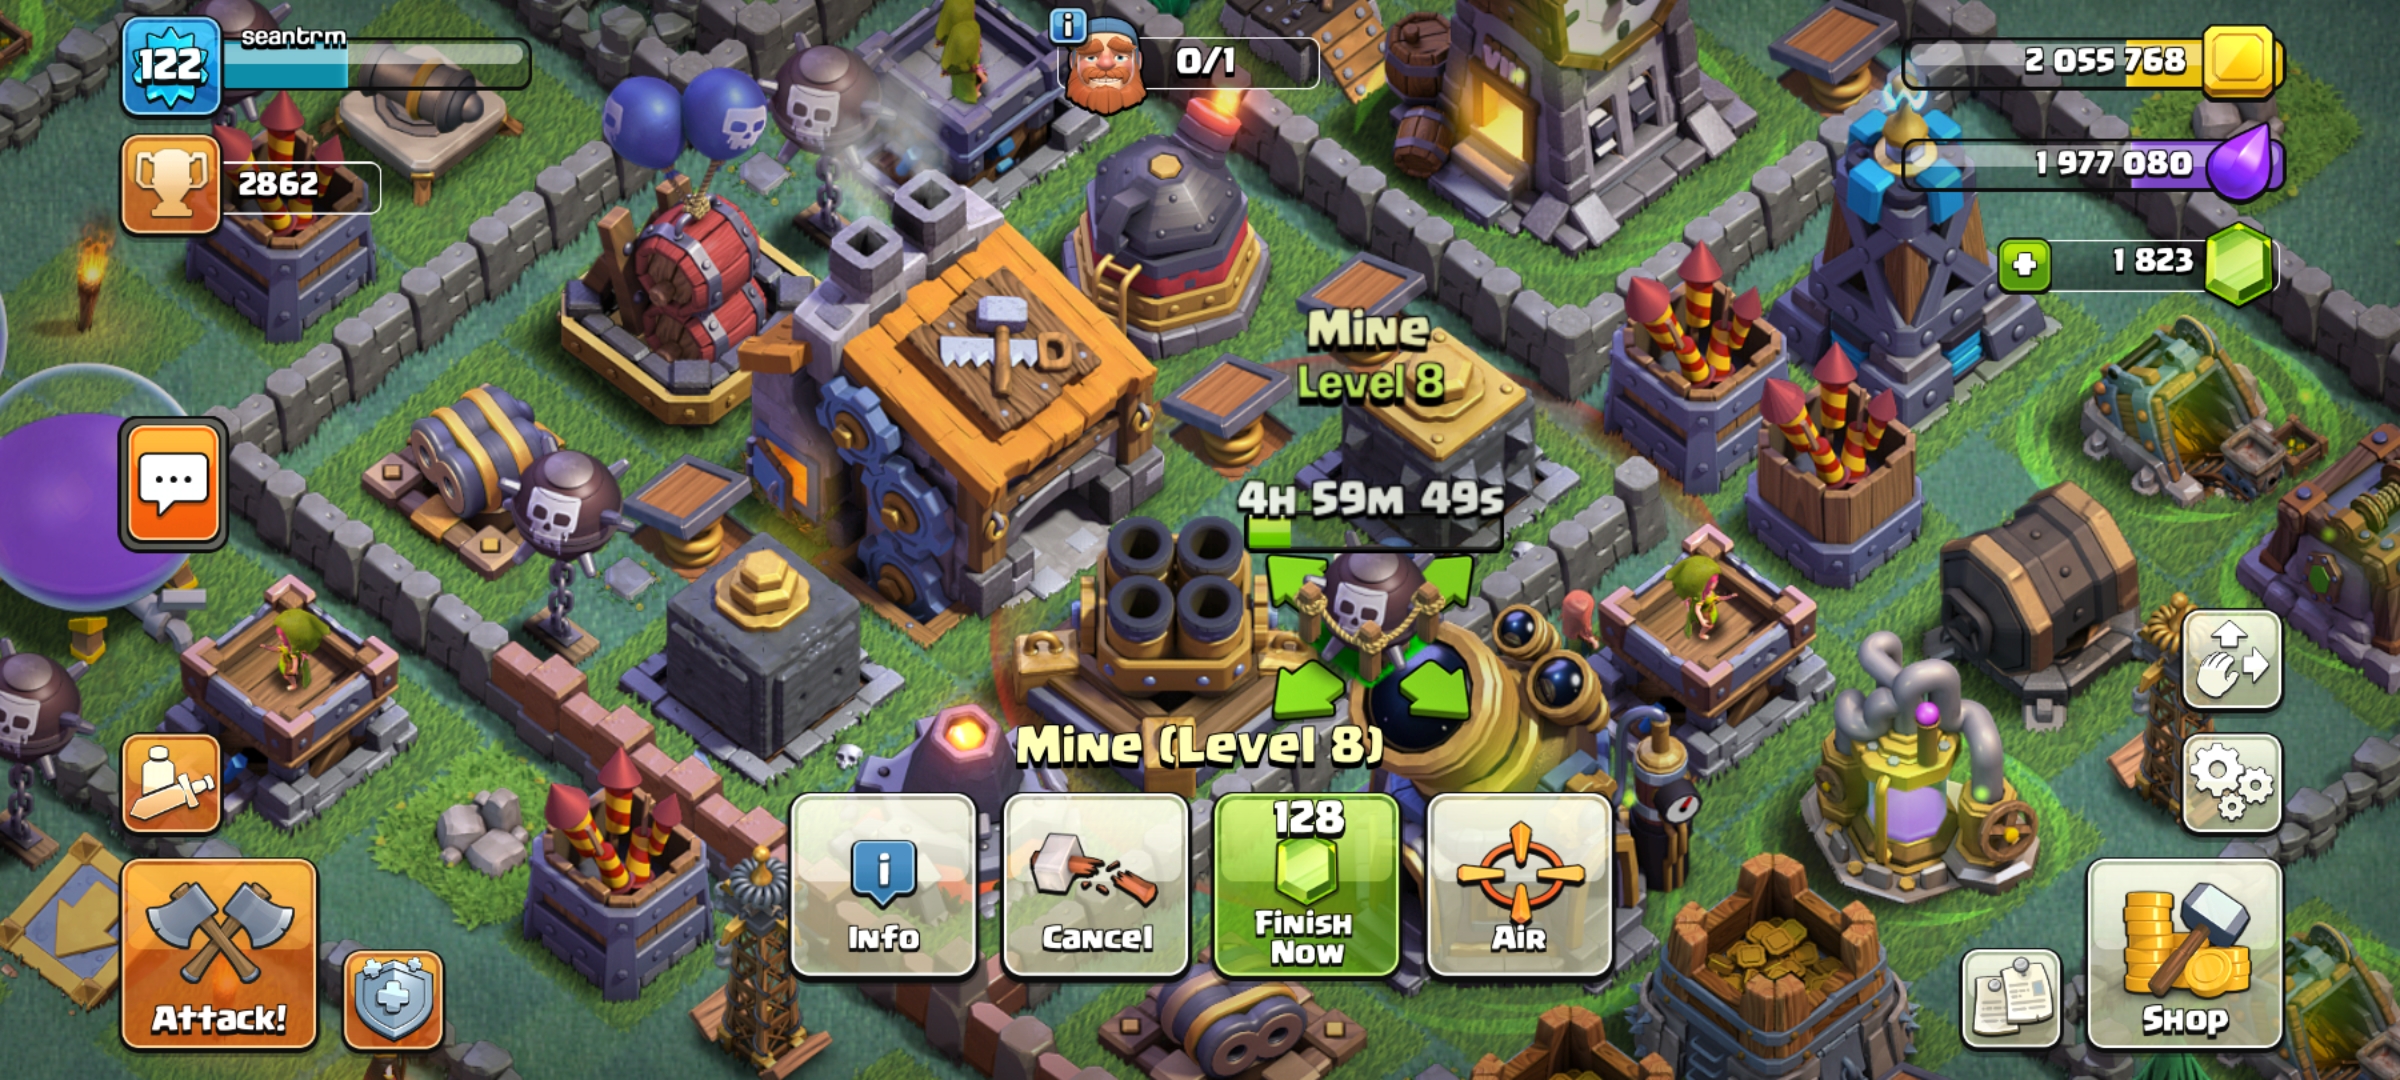 122
seantrm
i
0/1
2 055 768
2862
1 977 080
1 823
Mine
Level 8
4H 59M 49S
Mine (Level 8)
Info
Cancel
128
Finish
Now
Air
Attack!
Shop